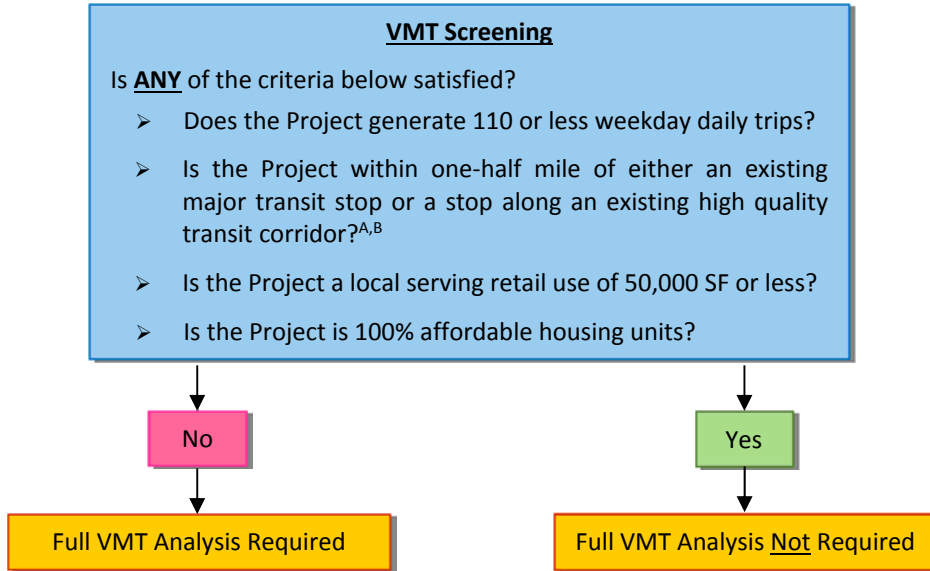 VMT Screening
Is ANY of the criteria below satisfied?
➢ Does the Project generate 110 or less weekday daily trips?
➢ Is the Project within one-half mile of either an existing
major transit stop or a stop along an existing high quality
transit corridor?A,B
➢ Is the Project a local serving retail use of 50,000 SF or less?
➢ Is the Project is 100% affordable housing units?
No
Yes
Full VMT Analysis Required
Full VMT Analysis Not Required